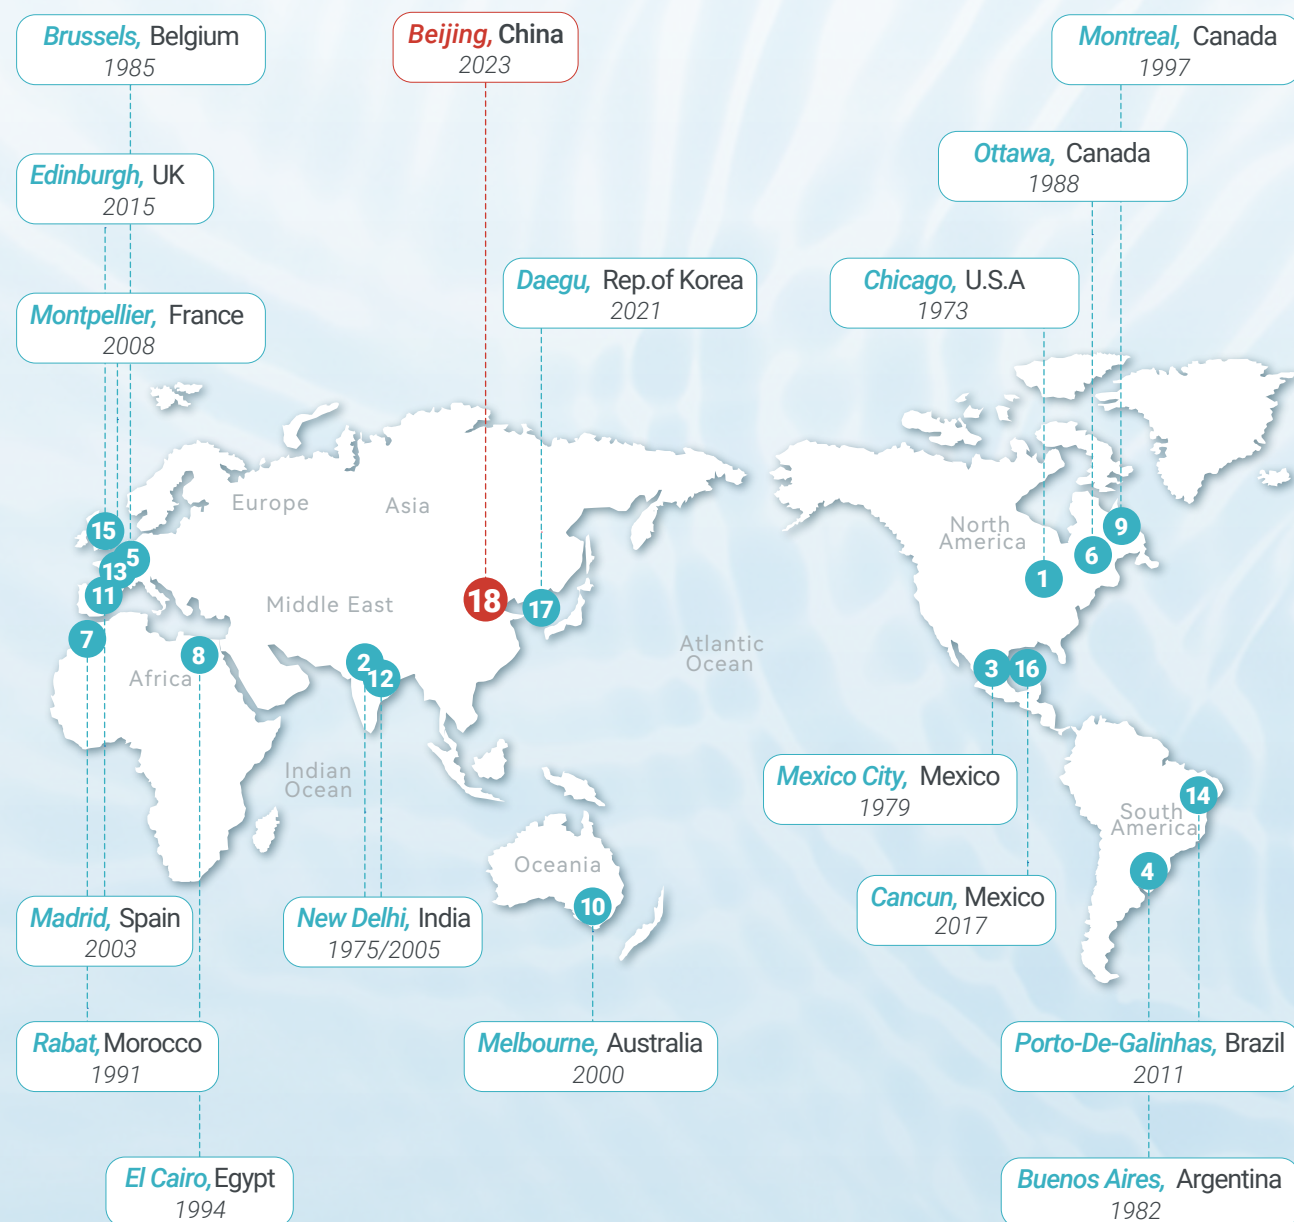 Brussels, Belgium
1985
Beijing, China
2023
Montreal, Canada
1997
Edinburgh, UK
2015
Ottawa, Canada
1988
Montpellier, France
2008
Daegu, Rep.of Korea
2021
Chicago, U.S.A
1973
Europe
Asia
North
America
15
5
13
11
9
6
1
18
17
Middle East
7
8
Africa
2
12
Atlantic
Ocean
3
16
Indian
Ocean
Mexico City, Mexico
1979
14
South
America
Oceania
10
4
Cancun, Mexico
2017
Madrid, Spain
2003
New Delhi, India
1975/2005
Rabat, Morocco
1991
Melbourne, Australia
2000
Porto-De-Galinhas, Brazil
2011
El Cairo, Egypt
1994
Buenos Aires, Argentina
1982